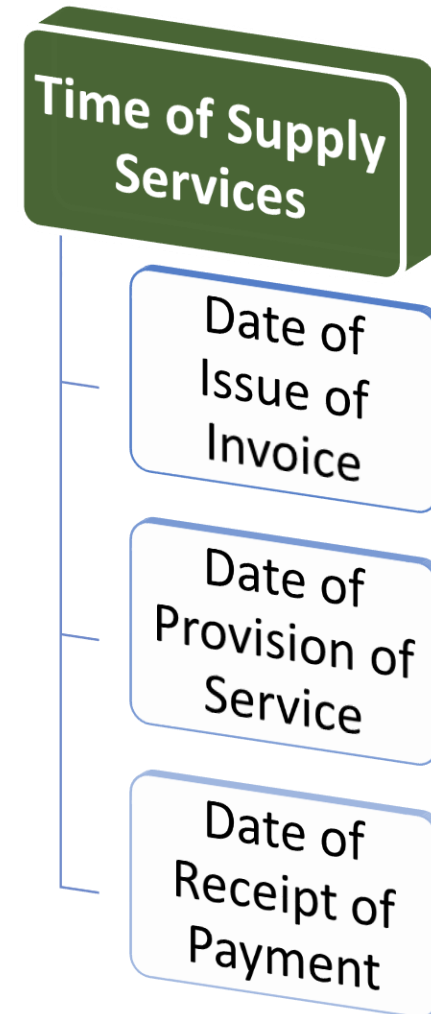 Time of Supply
Services
Date of
Issue of
Invoice
Date of
Provision of
Service
Date of
Receipt of
Payment